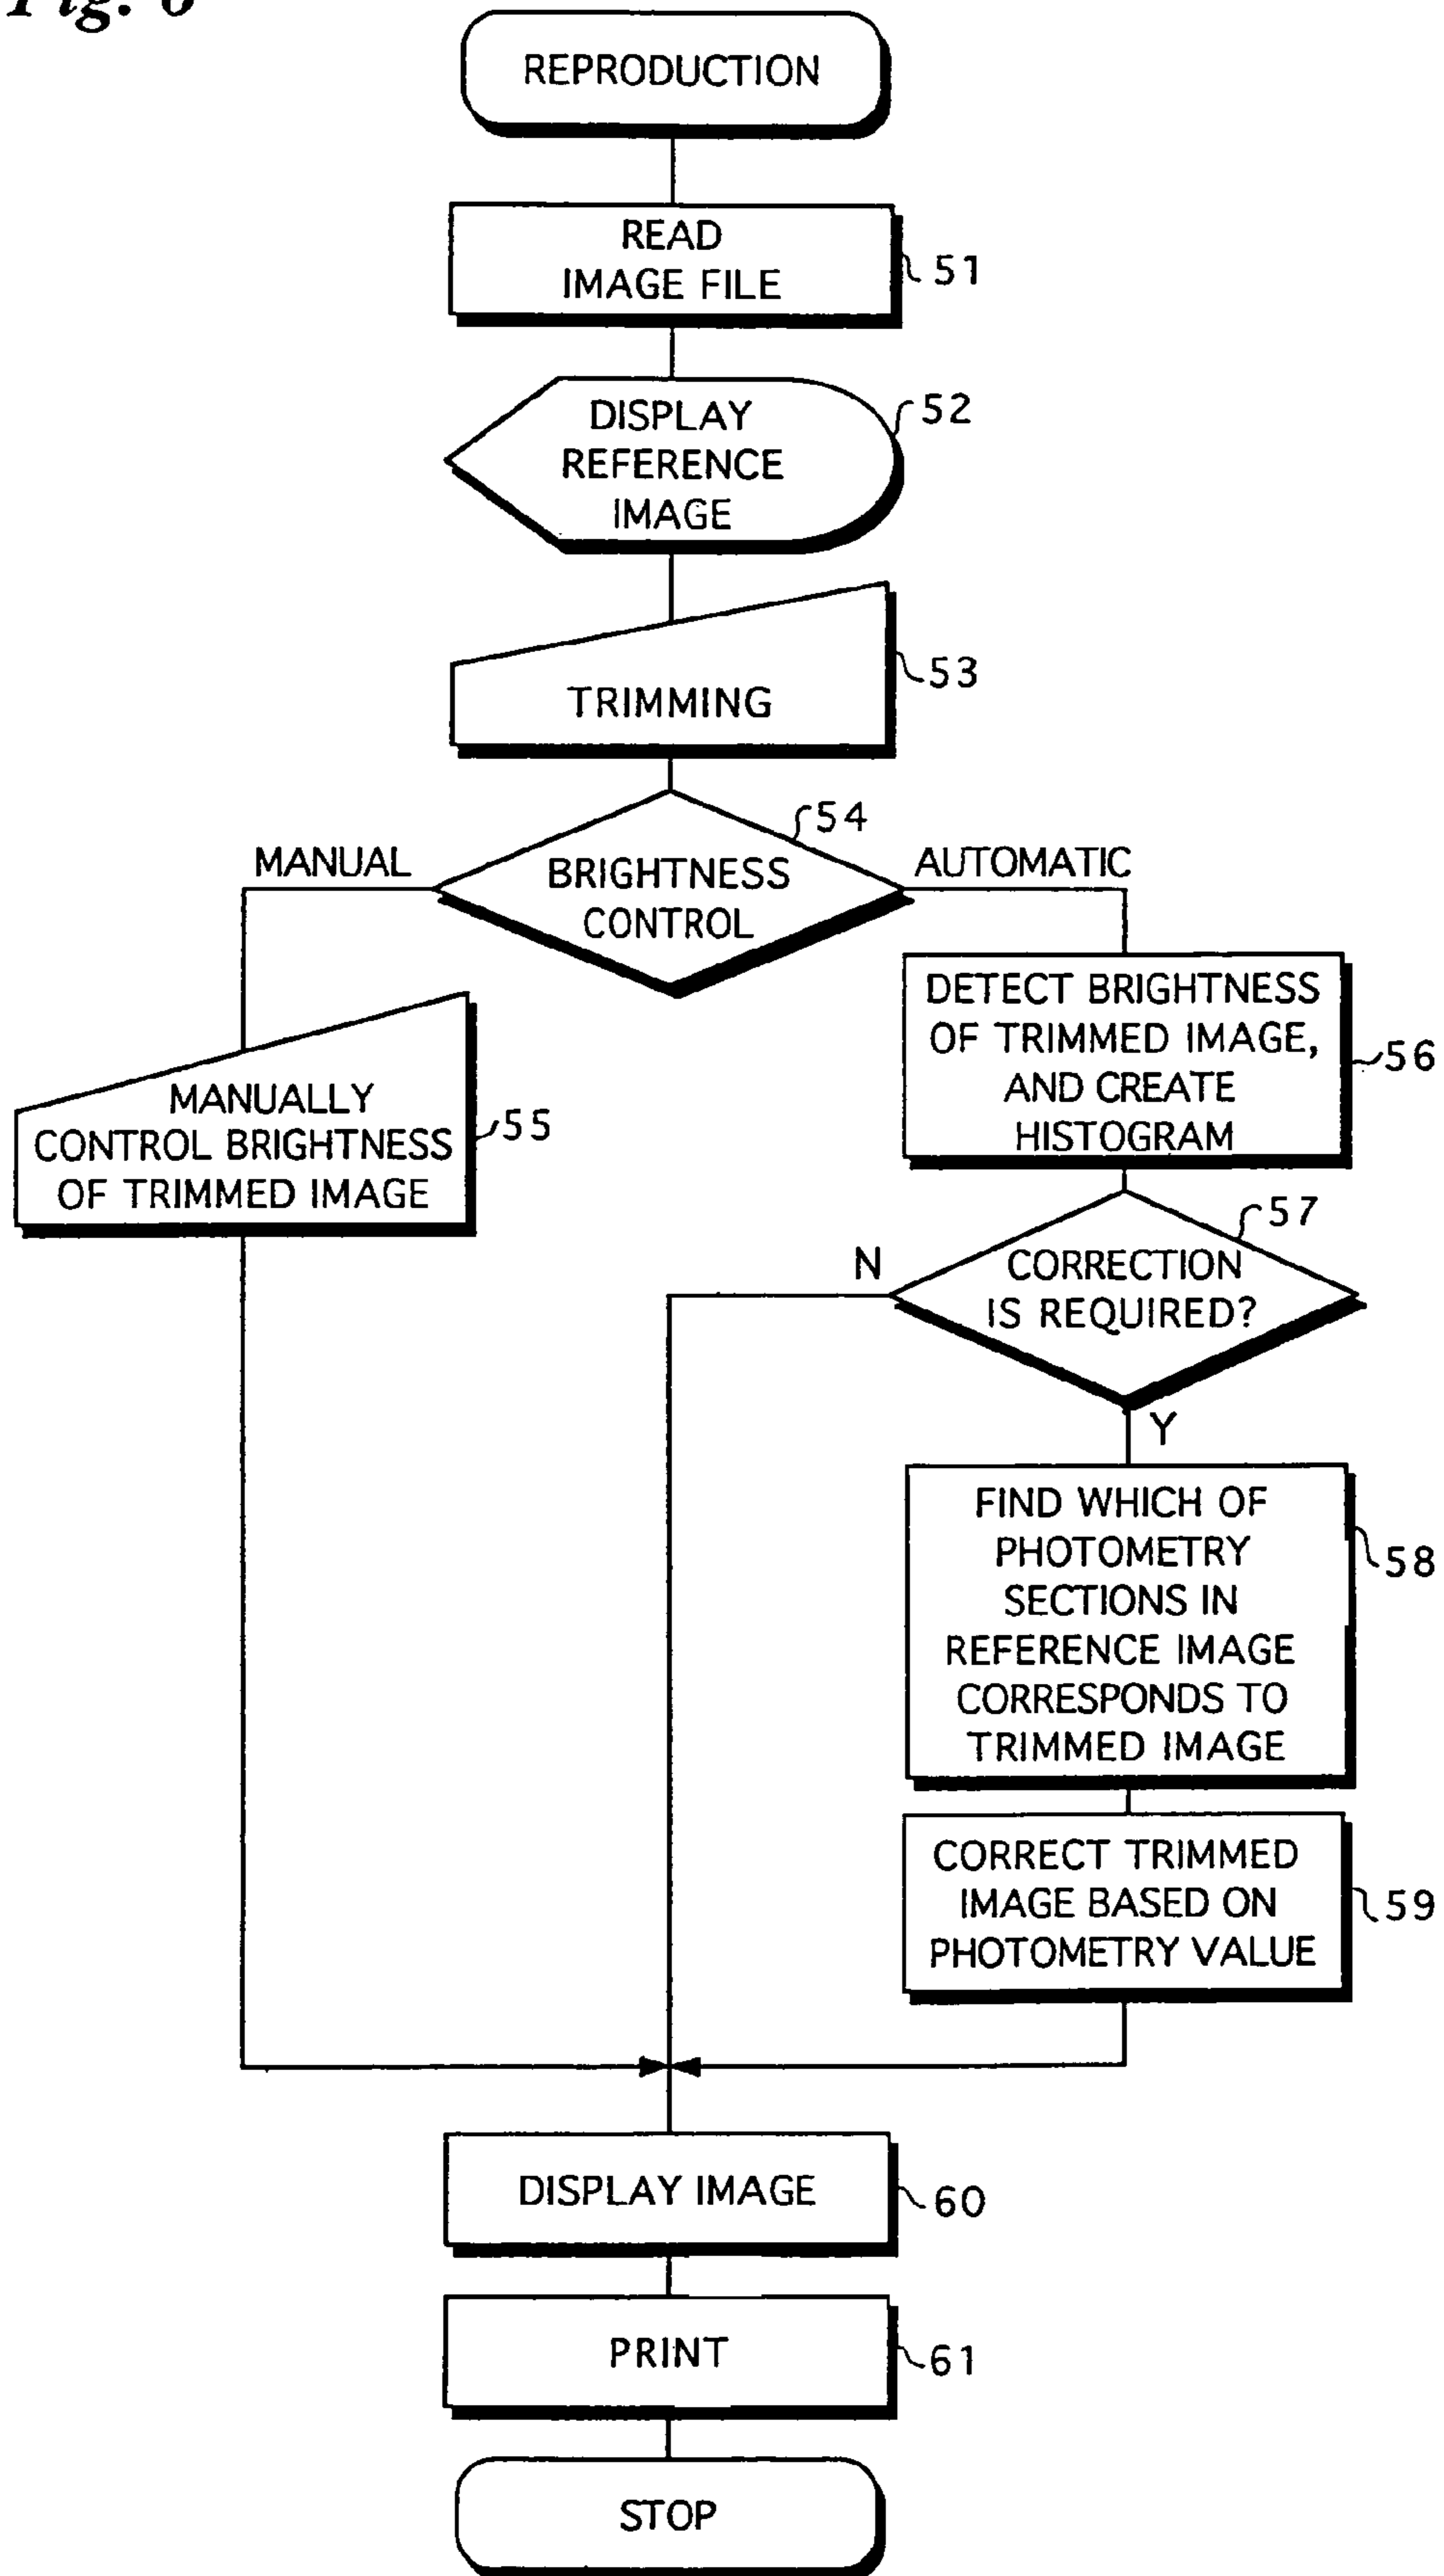 Fig. 6
REPRODUCTION
READ
IMAGE FILE
51
DISPLAY
REFERENCE
IMAGE
52
TRIMMING
53
54
MANUAL
BRIGHTNESS
CONTROL
AUTOMATIC
MANUALLY
CONTROL BRIGHTNESS
OF TRIMMED IMAGE
55
DETECT BRIGHTNESS
OF TRIMMED IMAGE,
AND CREATE
HISTOGRAM
56
57
N
CORRECTION
IS REQUIRED?
Y
FIND WHICH OF
PHOTOMETRY
SECTIONS IN
REFERENCE IMAGE
CORRESPONDS TO
TRIMMED IMAGE
58
CORRECT TRIMMED
IMAGE BASED ON
PHOTOMETRY VALUE
59
DISPLAY IMAGE
60
PRINT
61
STOP